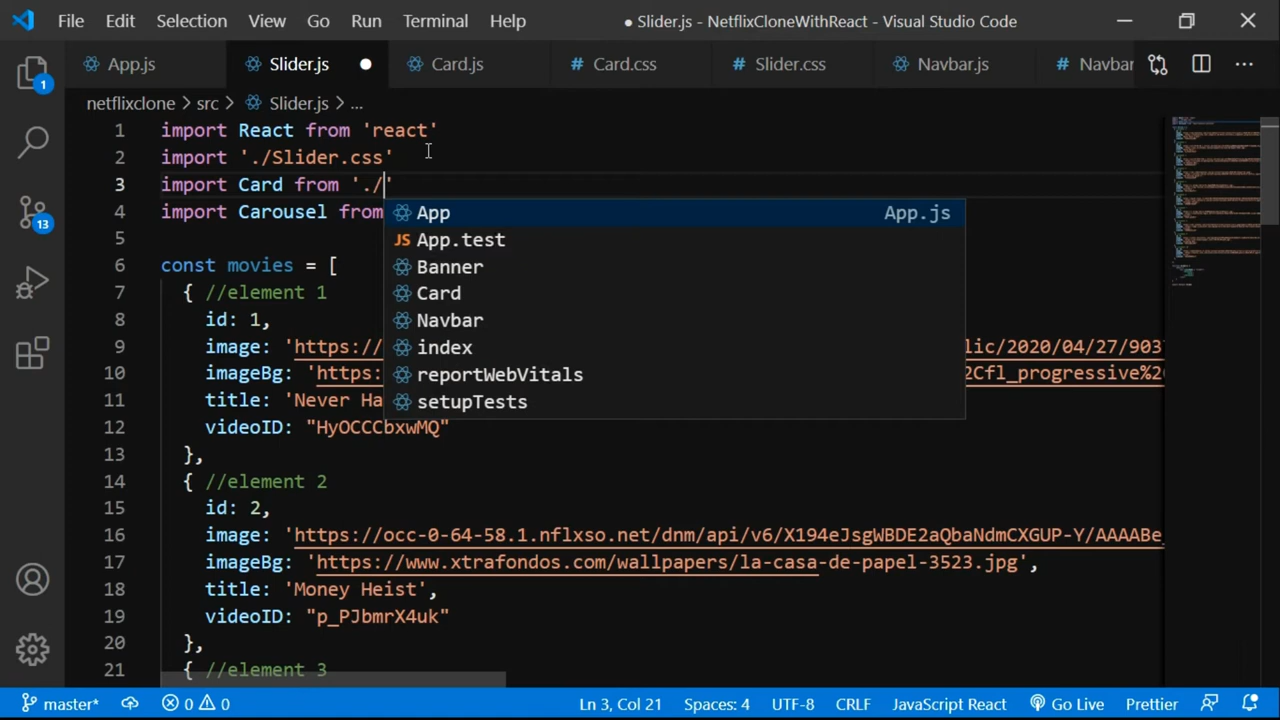 File Edit Selection View Go Run Terminal Help ● Slider.js - NetflixCloneWithReact - Visual Studio Code
App.js Slider.js ● Card.js # Card.css # Slider.css Navbar.js # Navbar ···
netflixclone > src > Slider.js > ...
1 import React from 'react'
2 import './Slider.css'
3 import Card from './'
4 import Carousel from
App App.js
5
JS App.test
6 const movies = [
Banner
7 { //element 1
Card
8 id: 1,
Navbar
9 image: 'https:// lic/2020/04/27/903
index
10 imageBg: 'https: 2Cfl_progressive%
reportWebVitals
11 title: 'Never Ha
setupTests
12 videoID: "HyOCCCbxwMQ"
13 },
14 { //element 2
15 id: 2,
16 image: 'https://occ-0-64-58.1.nflxso.net/dnm/api/v6/X194eJsgWBDE2aQbaNdmCXGUP-Y/AAAABe
17 imageBg: 'https://www.xtrafondos.com/wallpapers/la-casa-de-papel-3523.jpg',
18 title: 'Money Heist',
19 videoID: "p_PJbmrX4uk"
20 },
21 { //element 3
1
13
master* 0 0 Ln 3, Col 21 Spaces: 4 UTF-8 CRLF JavaScript React Go Live Prettier